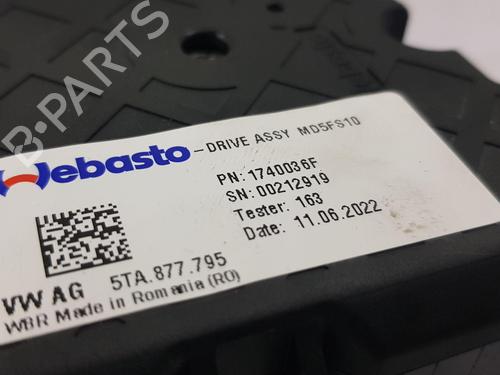 Webasto
DRIVE ASSY MD5FS10
PN: 1740036F
SN: 00212919
Tester: 163
Date: 11.06.2022
VW AG 5TA.877.795
WBR Made in Romania (RO)
B-PARTS
Webasto